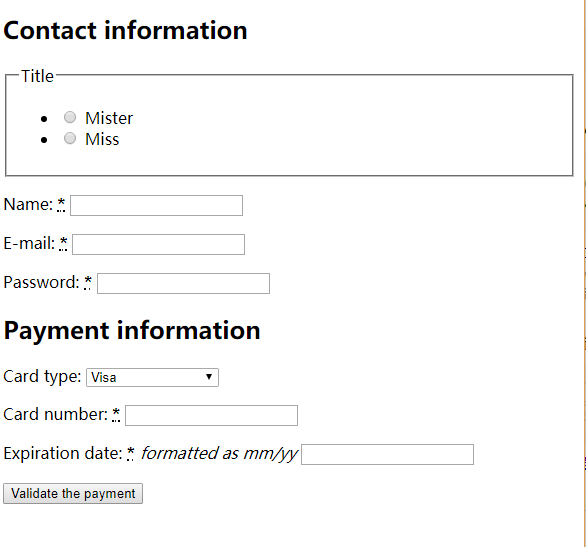 Contact information
Title
Mister
Miss
Name: *
E-mail: *
Password: *
Payment information
Card type: Visa
Card number: *
Expiration date: * formatted as mm/yy
Validate the payment